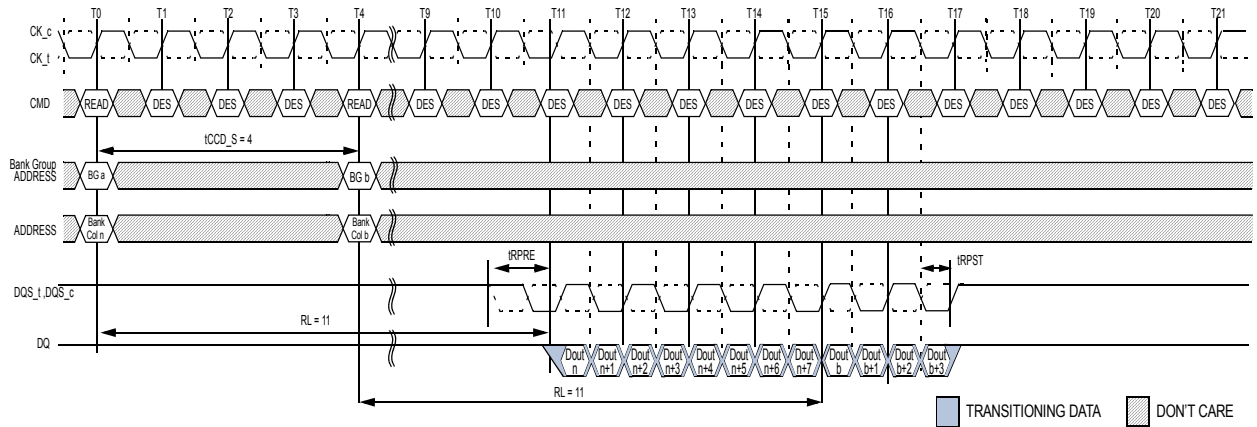 T0 T1 T2 T3 T4 T9 T10 T11 T12 T13 T14 T15 T16 T17 T18 T19 T20 T21
CK_c
CK_t
CMD READ DES DES DES READ DES DES DES DES DES DES DES DES DES DES DES DES DES
tCCD_S = 4
Bank Group
ADDRESS BG a BG b
ADDRESS Bank
Col n Bank
Col b
tRPRE tRPST
DQS_t ,DQS_c
RL = 11
DQ Dout
n Dout
n+1 Dout
n+2 Dout
n+3 Dout
n+4 Dout
n+5 Dout
n+6 Dout
n+7 Dout
b Dout
b+1 Dout
b+2 Dout
b+3
RL = 11
TRANSITIONING DATA DON'T CARE